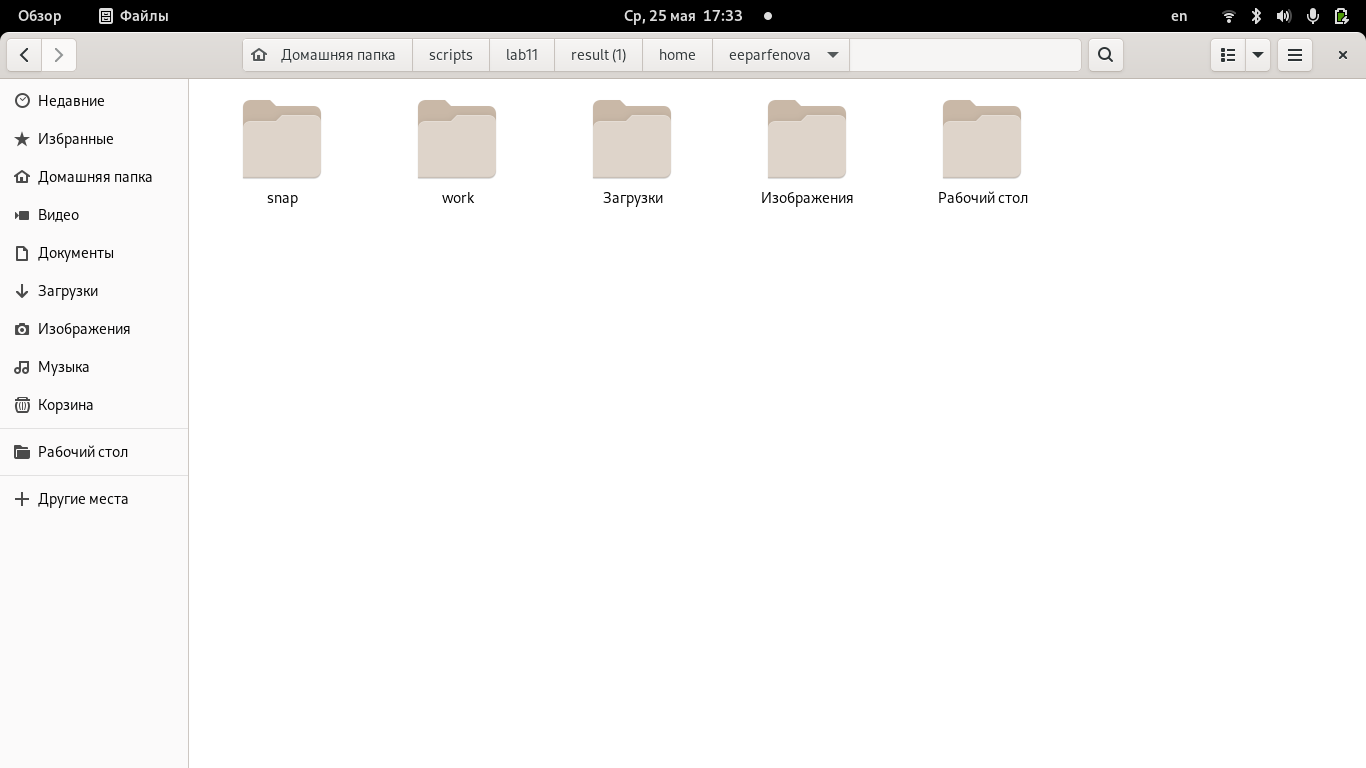 Обзор Файлы Ср, 25 мая 17:33 en
Домашняя папка scripts lab11 result (1) home eeparfenova
Недавние
Избранные
Домашняя папка
Видео
Документы
Загрузки
Изображения
Музыка
Корзина
Рабочий стол
Другие места
snap work Загрузки Изображения Рабочий стол